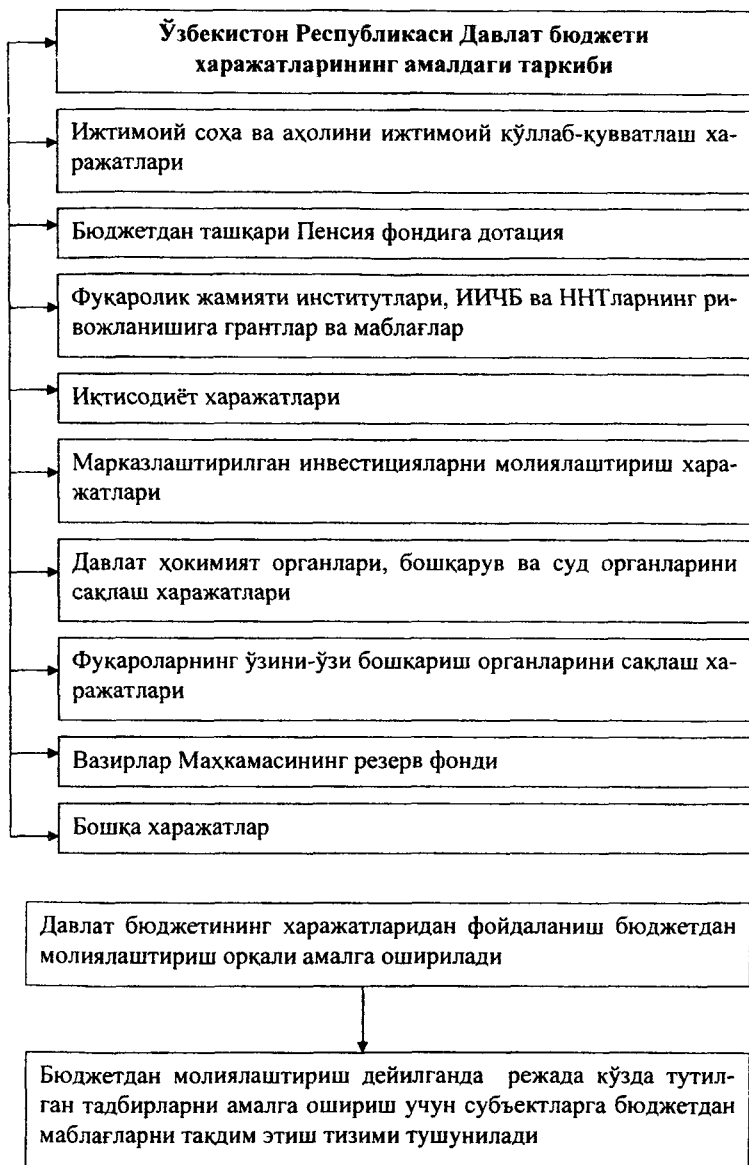 Ўзбекистон Республикаси Давлат бюджети
харажатларининг амалдаги таркиби
Ижтимоий соҳа ва аҳолини ижтимоий қўллаб-қувватлаш ха-
ражатлари
Бюджетдан ташқари Пенсия фондига дотация
Фуқаролик жамияти институтлари, ИИЧБ ва ННТларнинг ри-
вожланишига грантлар ва маблағлар
Иқтисодиёт харажатлари
Марказлаштирилган инвестицияларни молиялаштириш хара-
жатлари
Давлат ҳокимият органлари, бошқарув ва суд органларини
сақлаш харажатлари
Фуқароларнинг ўзини-ўзи бошқариш органларини сақлаш ха-
ражатлари
Вазирлар Маҳкамасининг резерв фонди
Бошқа харажатлар
Давлат бюджетининг харажатларидан фойдаланиш бюджетдан
молиялаштириш орқали амалга оширилади
Бюджетдан молиялаштириш дейилганда режада кўзда тутил-
ган тадбирларни амалга ошириш учун субъектларга бюджетдан
маблағларни тақдим этиш тизими тушунилади